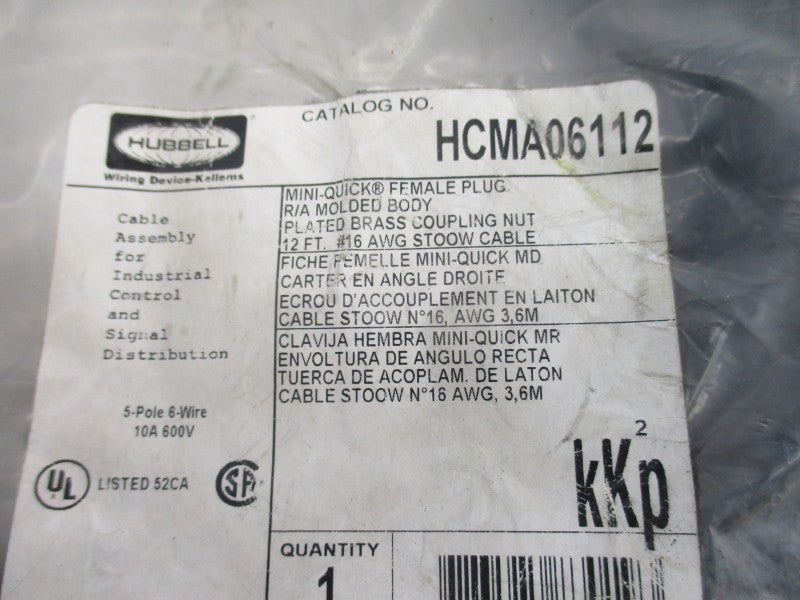 CATALOG NO.
HCMA06112
HUBBELL
Wiring Device-Kellems
Cable
Assembly
for
Industrial
Control
and
Signal
Distribution
5-Pole 6-Wire
10A 600V
UL LISTED 52CA SA
MINI-QUICK® FEMALE PLUG
R/A MOLDED BODY
PLATED BRASS COUPLING NUT
12 FT. #16 AWG STOOW CABLE
FICHE FEMELLE MINI-QUICK MD
CARTER EN ANGLE DROITE
ECROU D'ACCOUPLEMENT EN LAITON
CABLE STOOW N°16, AWG 3,6M
CLAVIJA HEMBRA MINI-QUICK MR
ENVOLTURA DE ANGULO RECTA
TUERCA DE ACOPLAM. DE LATON
CABLE STOOW N°16 AWG, 3,6M
2
kKp
QUANTITY
1